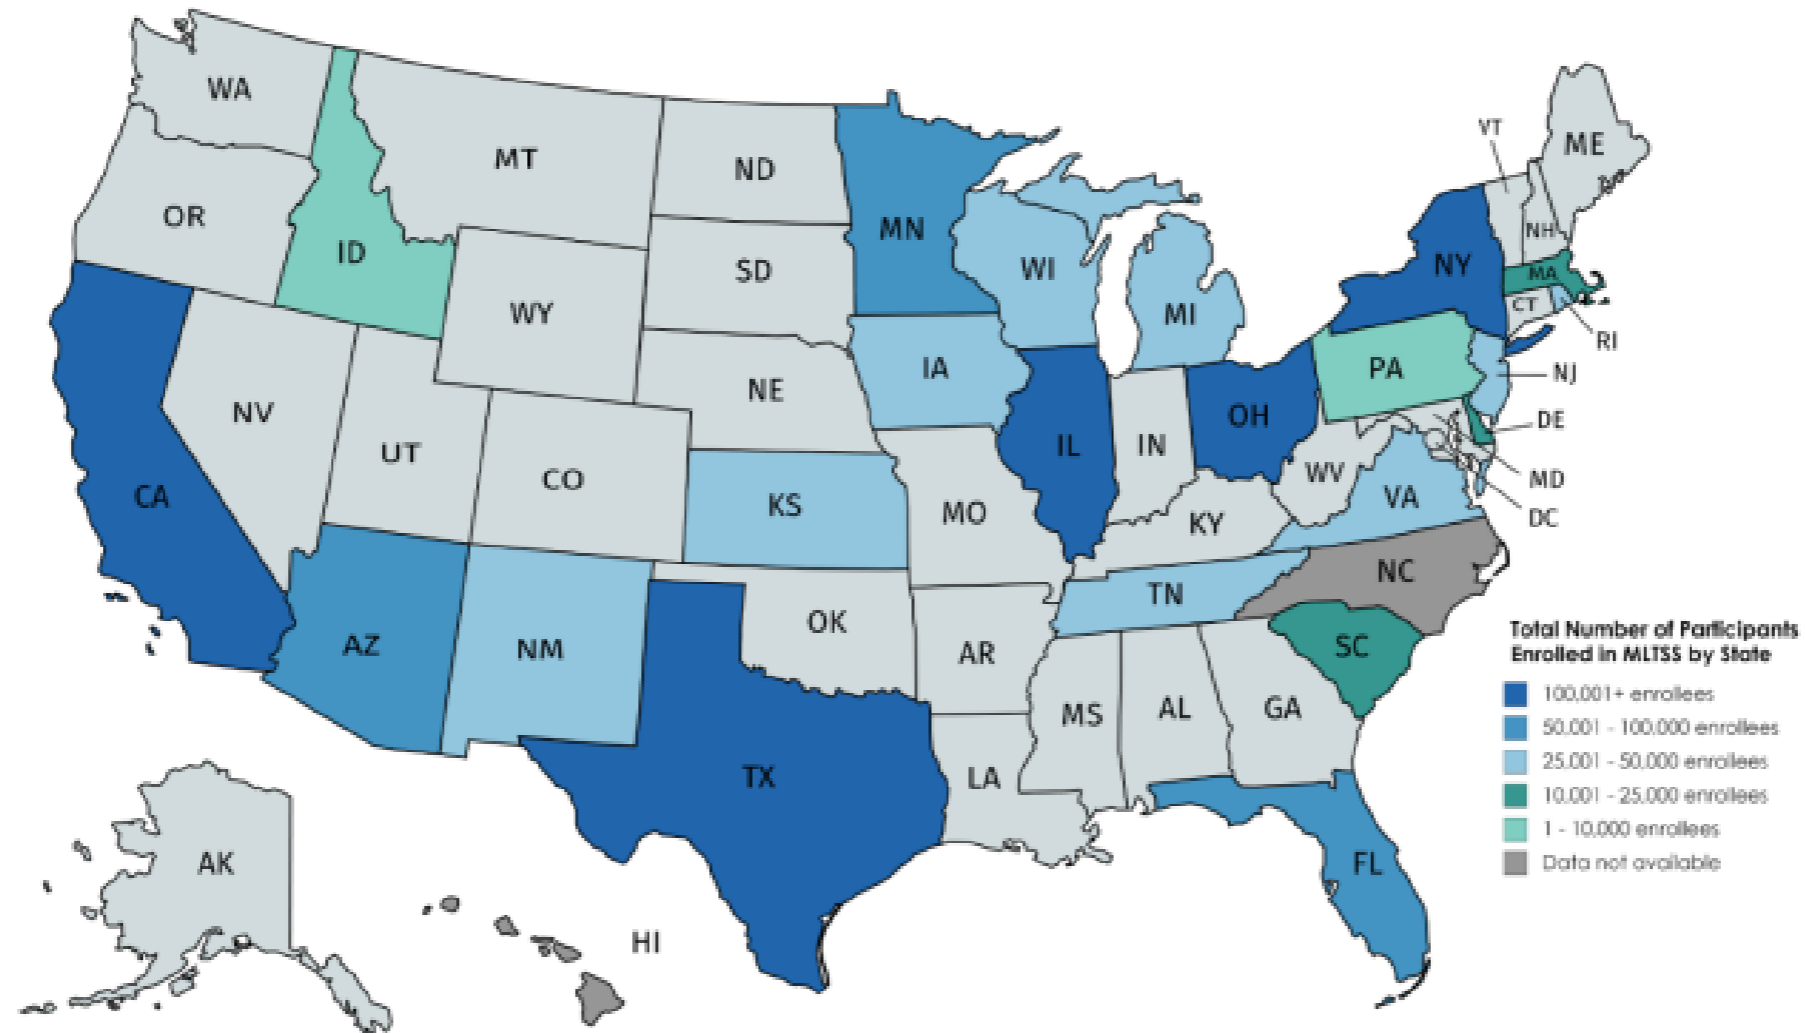 WA
MT
ND
MN
VT
ME
OR
ID
SD
WI
MI
NH
NY
MA
CT
RI
WY
IA
PA
NJ
NE
NV
UT
CO
IL
IN
OH
DE
WV
MD
CA
KS
MO
KY
VA
DC
AZ
NM
OK
AR
TN
NC
SC
TX
LA
MS
AL
GA
FL
AK
HI
Total Number of Participants
Enrolled in MLTSS by State
100,001+ enrollees
50,001 - 100,000 enrollees
25,001 - 50,000 enrollees
10,001 - 25,000 enrollees
1 - 10,000 enrollees
Data not available